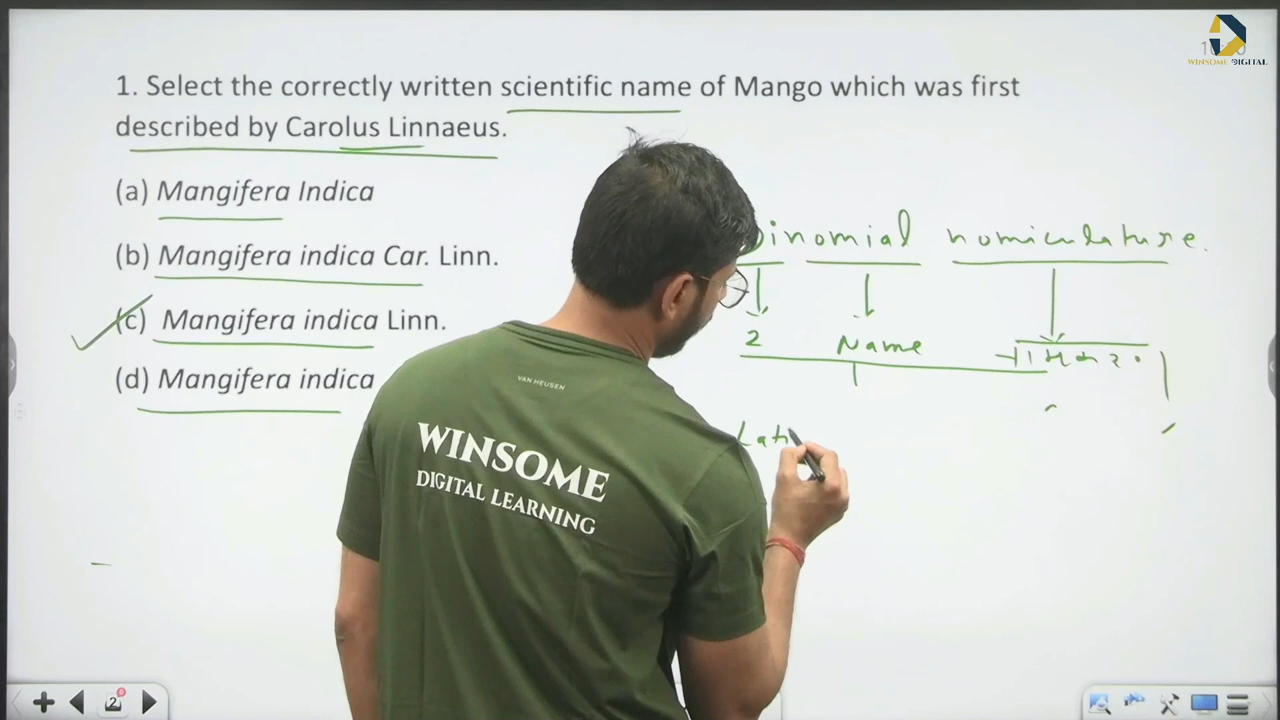 WINSOME DIGITAL
1. Select the correctly written scientific name of Mango which was first
described by Carolus Linnaeus.
(a) Mangifera Indica
(b) Mangifera indica Car. Linn.
(c) Mangifera indica Linn.
(d) Mangifera indica
inomial nomiculature.
2 Name
Lati
VAN HEUSEN
WINSOME
DIGITAL LEARNING
2